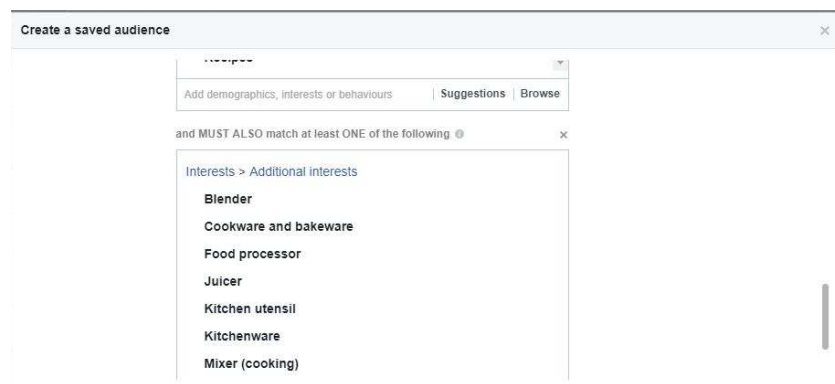 Create a saved audience
Recipes
Add demographics, interests or behaviours | Suggestions | Browse
and MUST ALSO match at least ONE of the following
Interests > Additional interests
Blender
Cookware and bakeware
Food processor
Juicer
Kitchen utensil
Kitchenware
Mixer (cooking)